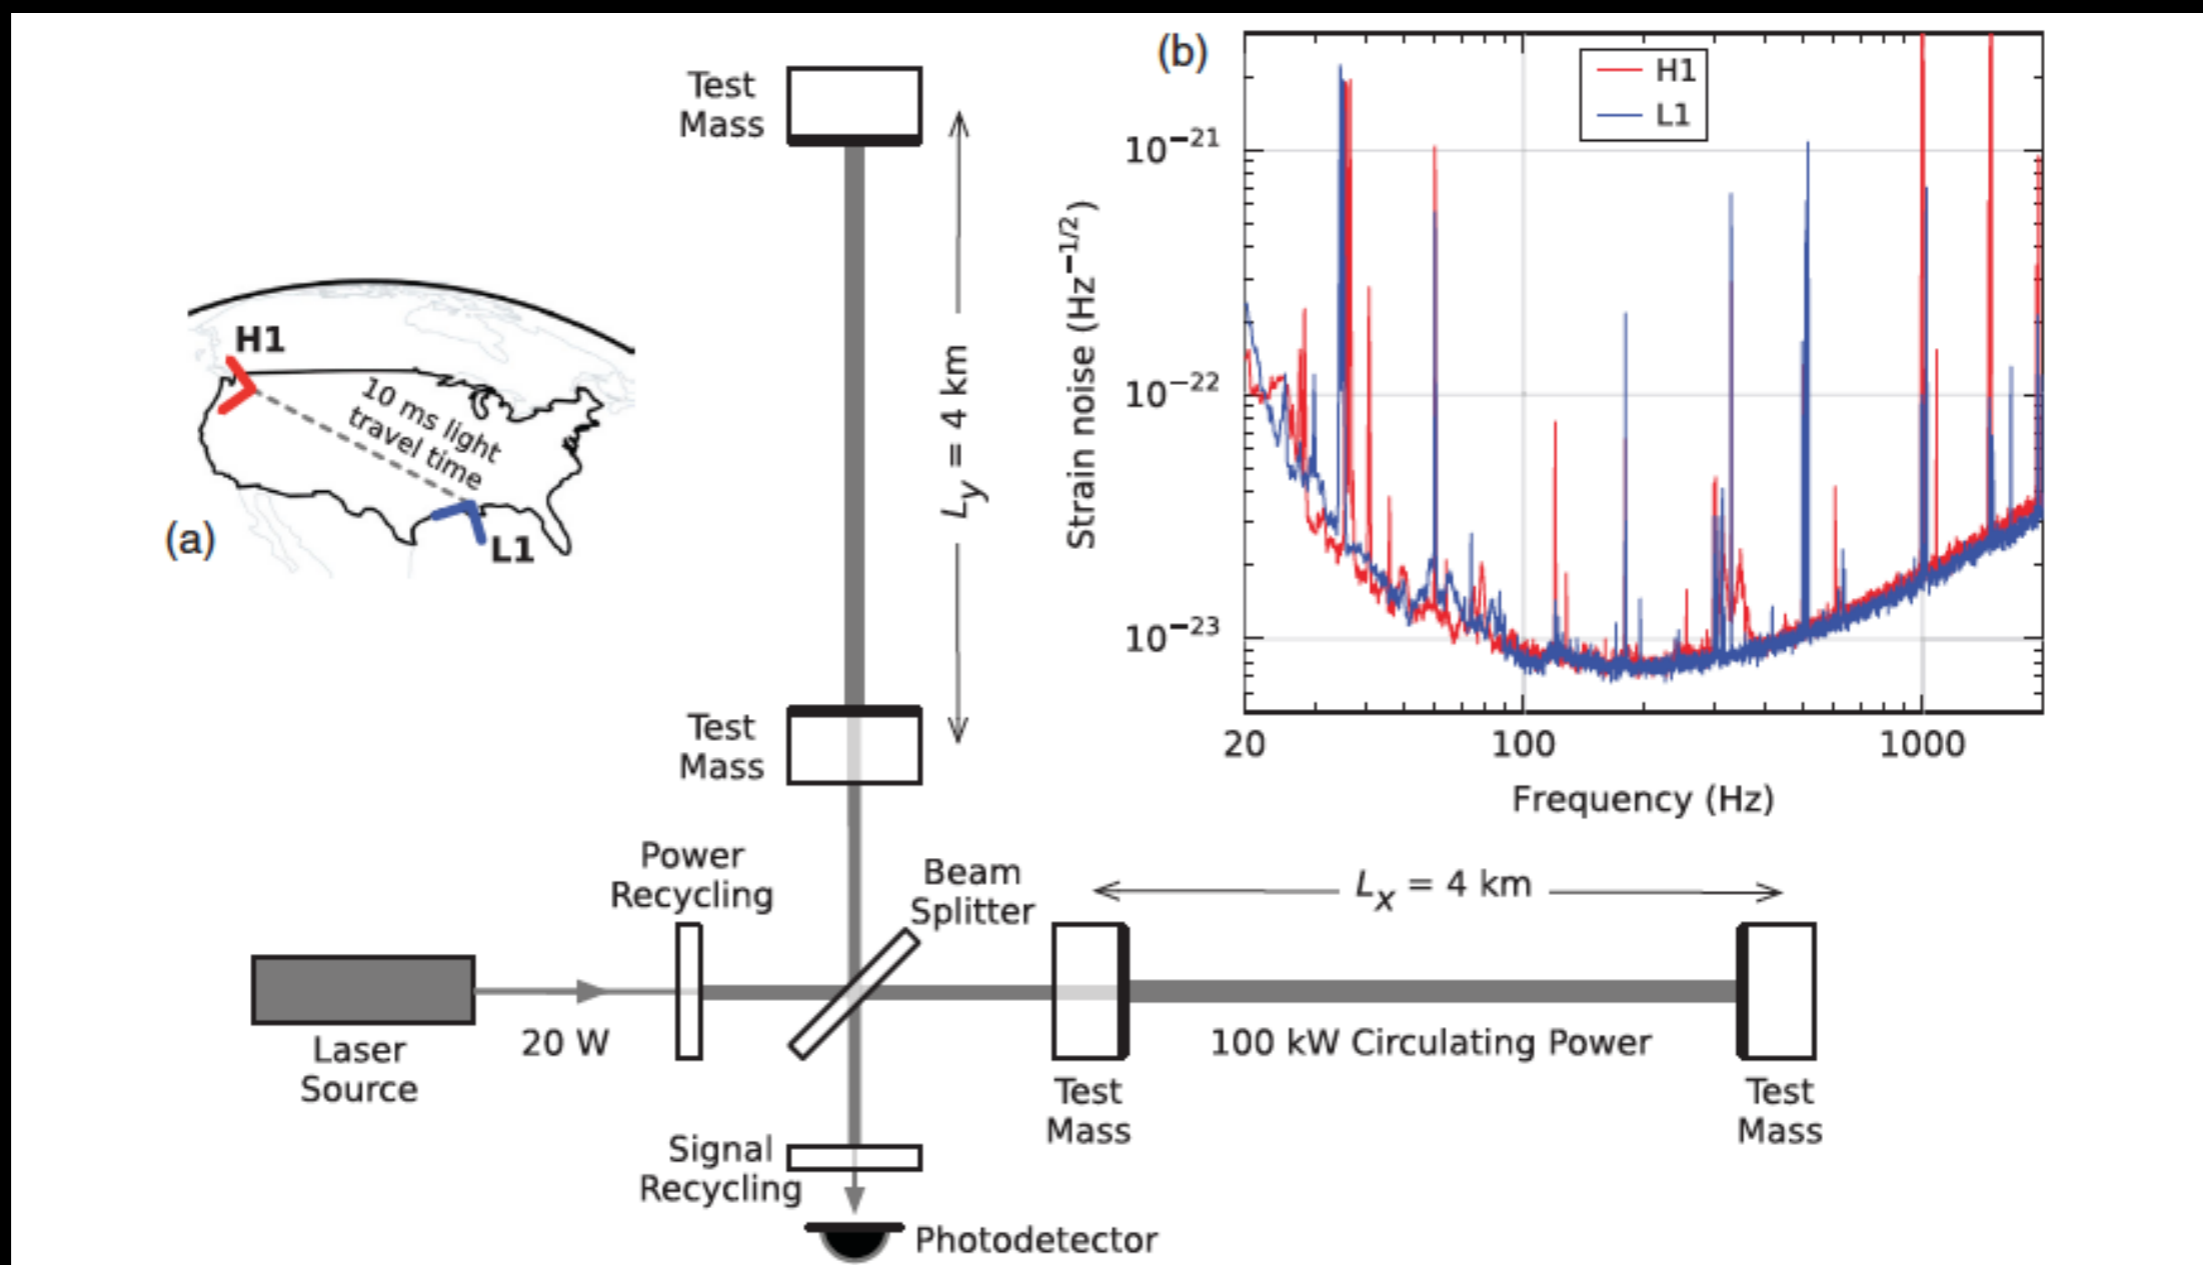 Test
Mass
H1
10 ms light
travel time
L1
(a)
L_y = 4 km
Test
Mass
(b)
H1
L1
10^−21
10^−22
10^−23
Strain noise (Hz^−1/2)
20
100
1000
Frequency (Hz)
Power
Recycling
Beam
Splitter
L_x = 4 km
Laser
Source
20 W
100 kW Circulating Power
Test
Mass
Test
Mass
Signal
Recycling
Photodetector